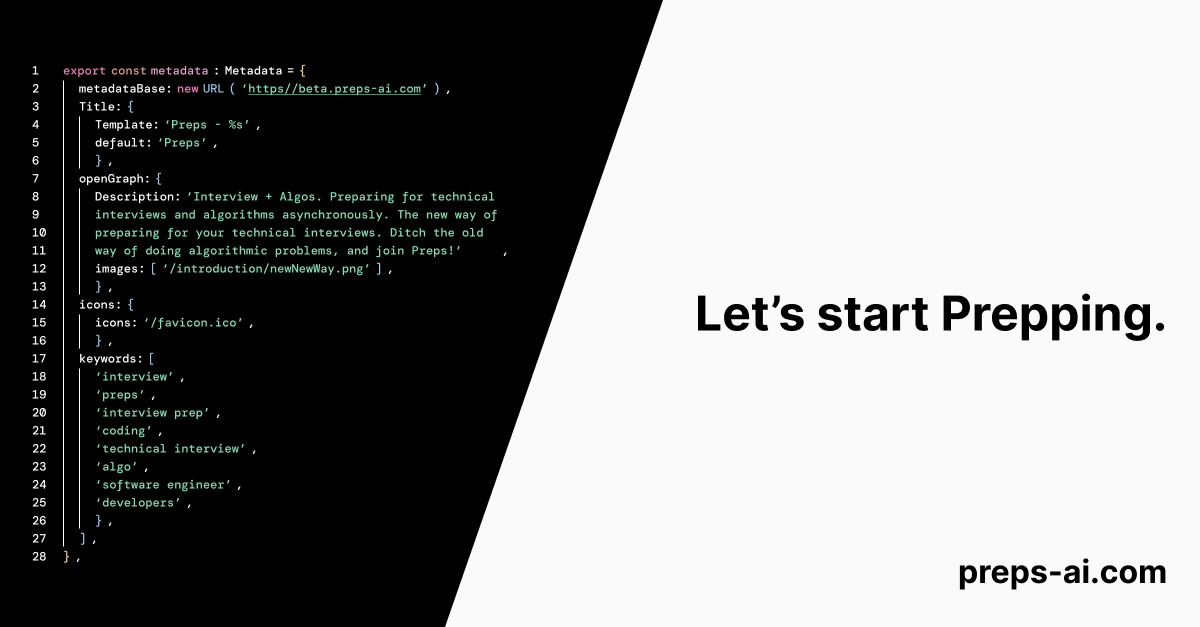 1 export const metadata : Metadata = {
2 metadataBase: new URL ( ‘https//beta.preps-ai.com’ ) ,
3 Title: {
4 Template: ‘Preps - %s’ ,
5 default: ‘Preps’ ,
6 } ,
7 openGraph: {
8 Description: ‘Interview + Algos. Preparing for technical
9 interviews and algorithms asynchronously. The new way of
10 preparing for your technical interviews. Ditch the old
11 way of doing algorithmic problems, and join Preps!’ ,
12 images: [ ‘/introduction/newNewWay.png’ ] ,
13 } ,
14 icons: {
15 icons: ‘/favicon.ico’ ,
16 } ,
17 keywords: [
18 ‘interview’ ,
19 ‘preps’ ,
20 ‘interview prep’ ,
21 ‘coding’ ,
22 ‘technical interview’ ,
23 ‘algo’ ,
24 ‘software engineer’ ,
25 ‘developers’ ,
26 } ,
27 ] ,
28 } ,
Let’s start Prepping.
preps-ai.com